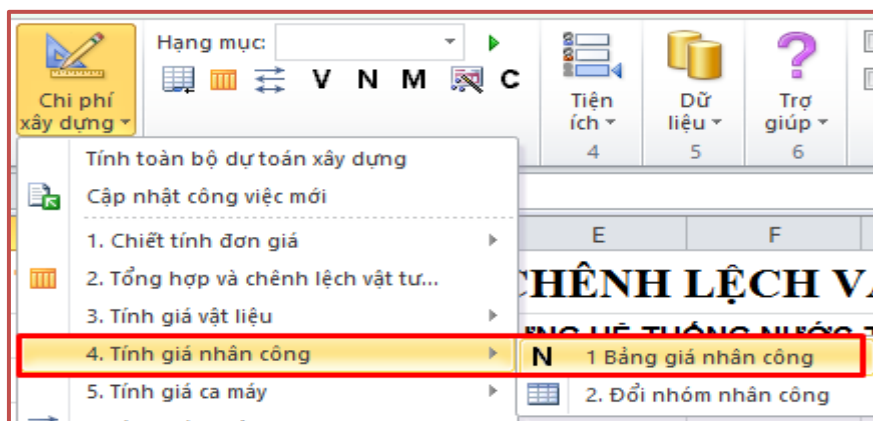 Hạng mục:
V N M C
Chi phí
xây dựng
Tiện
ích
Dữ
liệu
Trợ
giúp
4 5 6
Tính toàn bộ dự toán xây dựng
Cập nhật công việc mới
1. Chiết tính đơn giá
E F
2. Tổng hợp và chênh lệch vật tư...
CHÊNH LỆCH V
3. Tính giá vật liệu
4. Tính giá nhân công
N 1 Bảng giá nhân công
5. Tính giá ca máy
2. Đổi nhóm nhân công